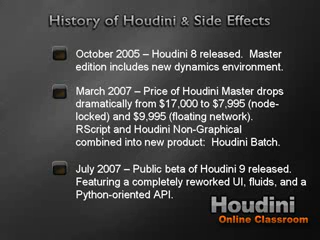 History of Houdini & Side Effects
October 2005 – Houdini 8 released.  Master
edition includes new dynamics environment.
March 2007 – Price of Houdini Master drops
dramatically from $17,000 to $7,995 (node-
locked) and $9,995 (floating network).
RScript and Houdini Non-Graphical
combined into new product:  Houdini Batch.
July 2007 – Public beta of Houdini 9 released.
Featuring a completely reworked UI, fluids, and a
Python-oriented API.
Houdini
Online Classroom